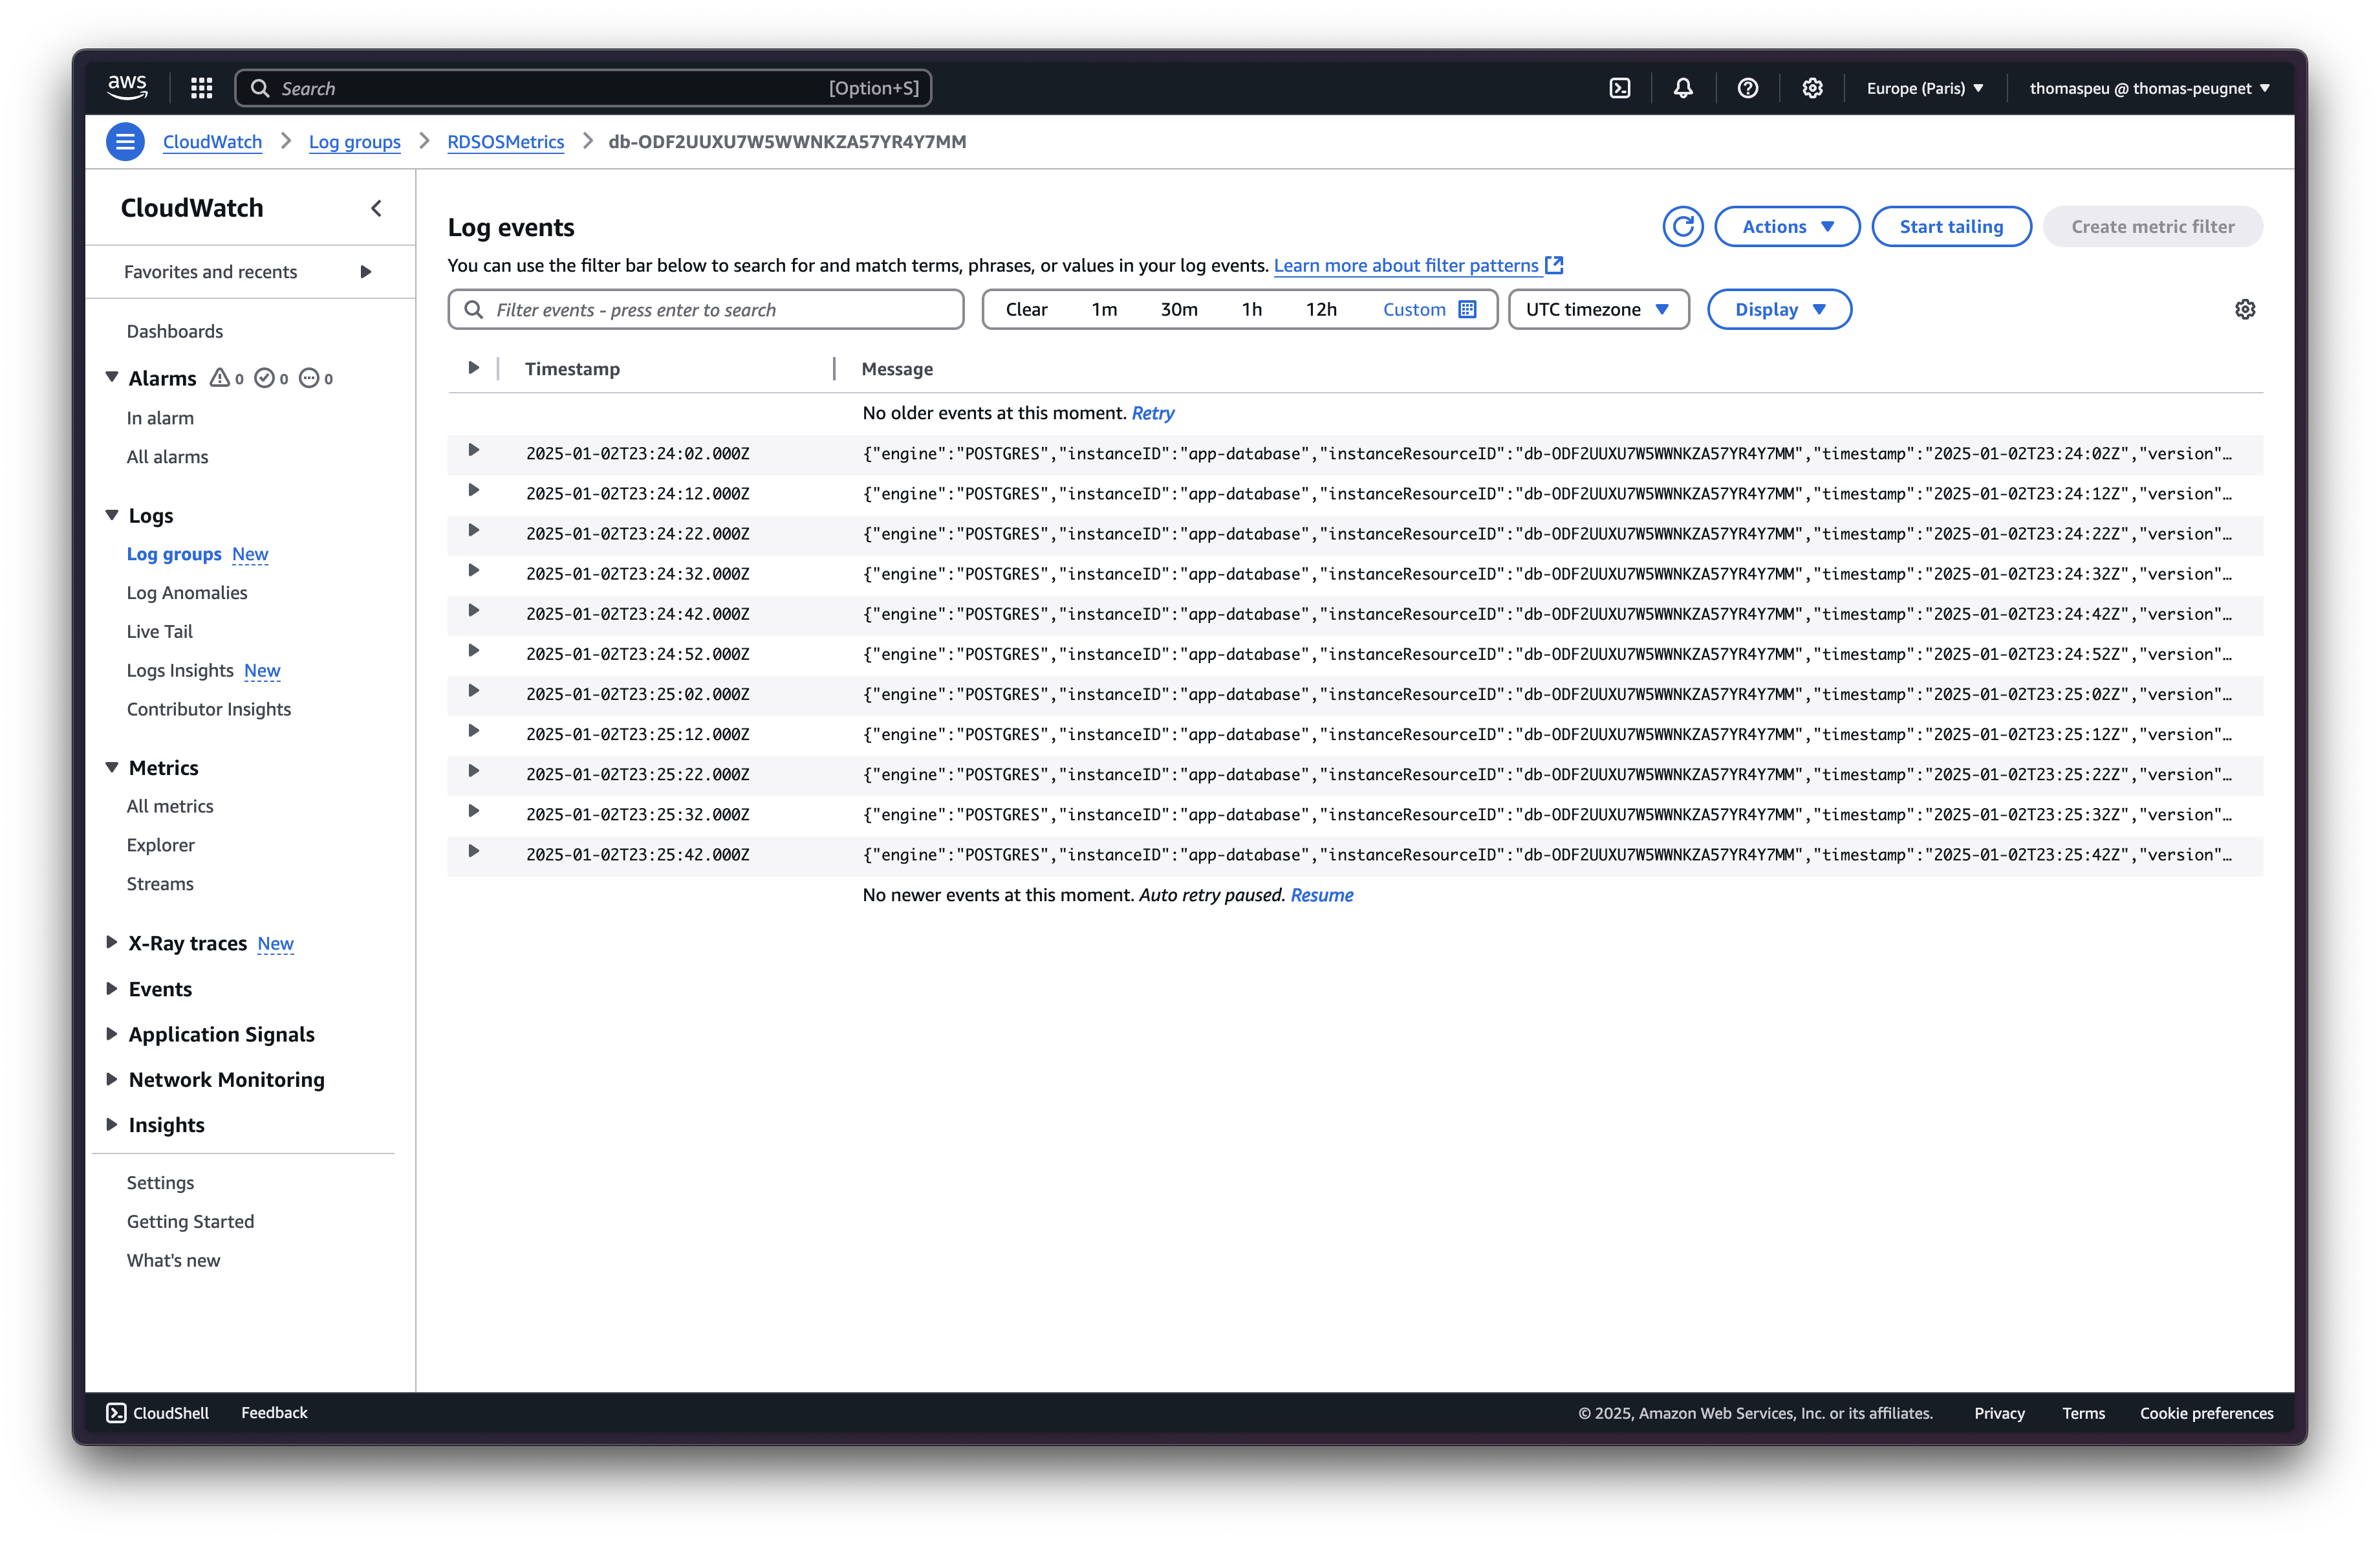 aws Search [Option+S] Europe (Paris) thomaspeu @ thomas-peugnet
CloudWatch Log groups RDSOSMetrics db-ODF2UUXU7W5WWNKZA57YR4Y7MM
CloudWatch
Favorites and recents
Dashboards
Alarms 0 0 0
In alarm
All alarms
Logs
Log groups New
Log Anomalies
Live Tail
Logs Insights New
Contributor Insights
Metrics
All metrics
Explorer
Streams
X-Ray traces New
Events
Application Signals
Network Monitoring
Insights
Settings
Getting Started
What's new
Log events
Actions Start tailing Create metric filter
You can use the filter bar below to search for and match terms, phrases, or values in your log events. Learn more about filter patterns
Filter events - press enter to search Clear 1m 30m 1h 12h Custom UTC timezone Display
Timestamp Message
No older events at this moment. Retry
2025-01-02T23:24:02.000Z {"engine":"POSTGRES","instanceID":"app-database","instanceResourceID":"db-ODF2UUXU7W5WWNKZA57YR4Y7MM","timestamp":"2025-01-02T23:24:02Z","version"…
2025-01-02T23:24:12.000Z {"engine":"POSTGRES","instanceID":"app-database","instanceResourceID":"db-ODF2UUXU7W5WWNKZA57YR4Y7MM","timestamp":"2025-01-02T23:24:12Z","version"…
2025-01-02T23:24:22.000Z {"engine":"POSTGRES","instanceID":"app-database","instanceResourceID":"db-ODF2UUXU7W5WWNKZA57YR4Y7MM","timestamp":"2025-01-02T23:24:22Z","version"…
2025-01-02T23:24:32.000Z {"engine":"POSTGRES","instanceID":"app-database","instanceResourceID":"db-ODF2UUXU7W5WWNKZA57YR4Y7MM","timestamp":"2025-01-02T23:24:32Z","version"…
2025-01-02T23:24:42.000Z {"engine":"POSTGRES","instanceID":"app-database","instanceResourceID":"db-ODF2UUXU7W5WWNKZA57YR4Y7MM","timestamp":"2025-01-02T23:24:42Z","version"…
2025-01-02T23:24:52.000Z {"engine":"POSTGRES","instanceID":"app-database","instanceResourceID":"db-ODF2UUXU7W5WWNKZA57YR4Y7MM","timestamp":"2025-01-02T23:24:52Z","version"…
2025-01-02T23:25:02.000Z {"engine":"POSTGRES","instanceID":"app-database","instanceResourceID":"db-ODF2UUXU7W5WWNKZA57YR4Y7MM","timestamp":"2025-01-02T23:25:02Z","version"…
2025-01-02T23:25:12.000Z {"engine":"POSTGRES","instanceID":"app-database","instanceResourceID":"db-ODF2UUXU7W5WWNKZA57YR4Y7MM","timestamp":"2025-01-02T23:25:12Z","version"…
2025-01-02T23:25:22.000Z {"engine":"POSTGRES","instanceID":"app-database","instanceResourceID":"db-ODF2UUXU7W5WWNKZA57YR4Y7MM","timestamp":"2025-01-02T23:25:22Z","version"…
2025-01-02T23:25:32.000Z {"engine":"POSTGRES","instanceID":"app-database","instanceResourceID":"db-ODF2UUXU7W5WWNKZA57YR4Y7MM","timestamp":"2025-01-02T23:25:32Z","version"…
2025-01-02T23:25:42.000Z {"engine":"POSTGRES","instanceID":"app-database","instanceResourceID":"db-ODF2UUXU7W5WWNKZA57YR4Y7MM","timestamp":"2025-01-02T23:25:42Z","version"…
No newer events at this moment. Auto retry paused. Resume
CloudShell Feedback © 2025, Amazon Web Services, Inc. or its affiliates. Privacy Terms Cookie preferences